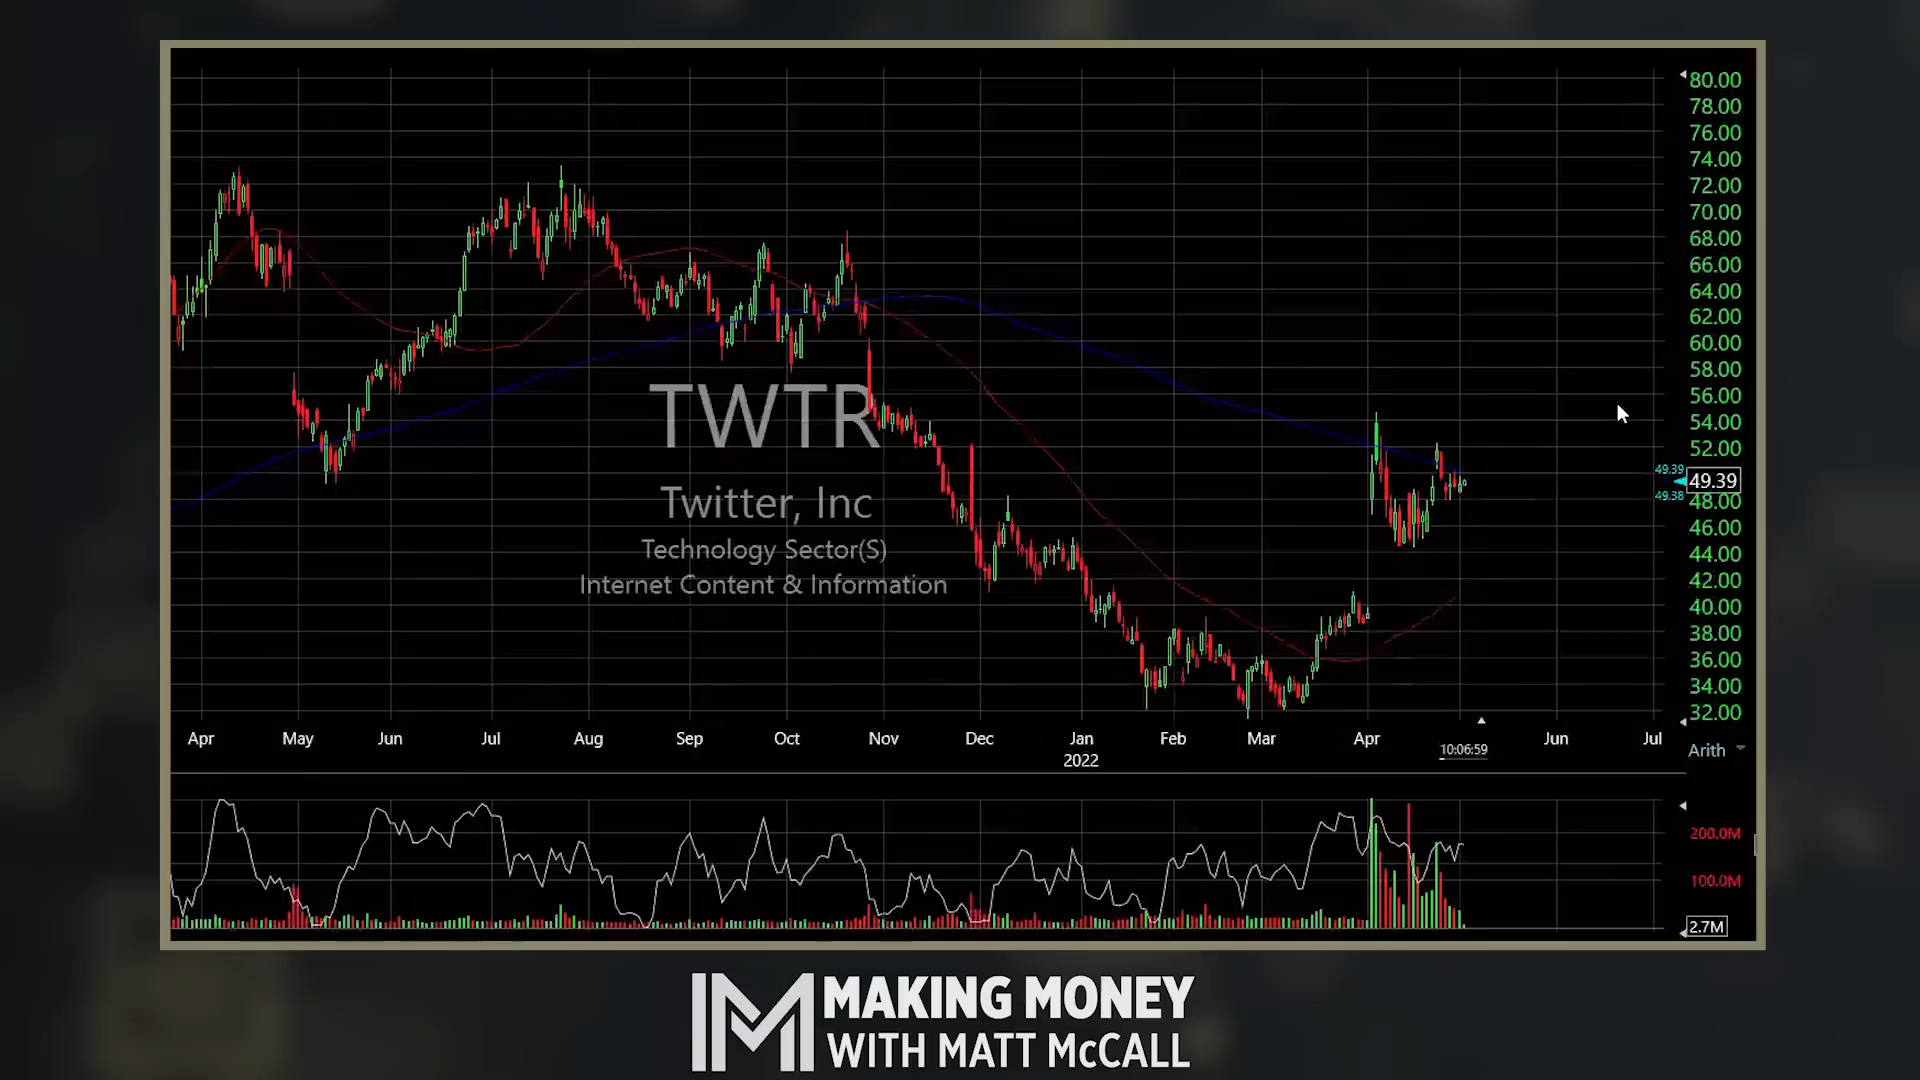 80.00
78.00
76.00
74.00
72.00
70.00
68.00
66.00
64.00
62.00
60.00
58.00
56.00
54.00
52.00
49.39
49.39
49.38
48.00
46.00
44.00
42.00
40.00
38.00
36.00
34.00
32.00
TWTR
Twitter, Inc
Technology Sector(S)
Internet Content & Information
Apr May Jun Jul Aug Sep Oct Nov Dec Jan Feb Mar Apr Jun Jul
2022
10:06:59
Arith
200.0M
100.0M
2.7M
MAKING MONEY
WITH MATT McCALL